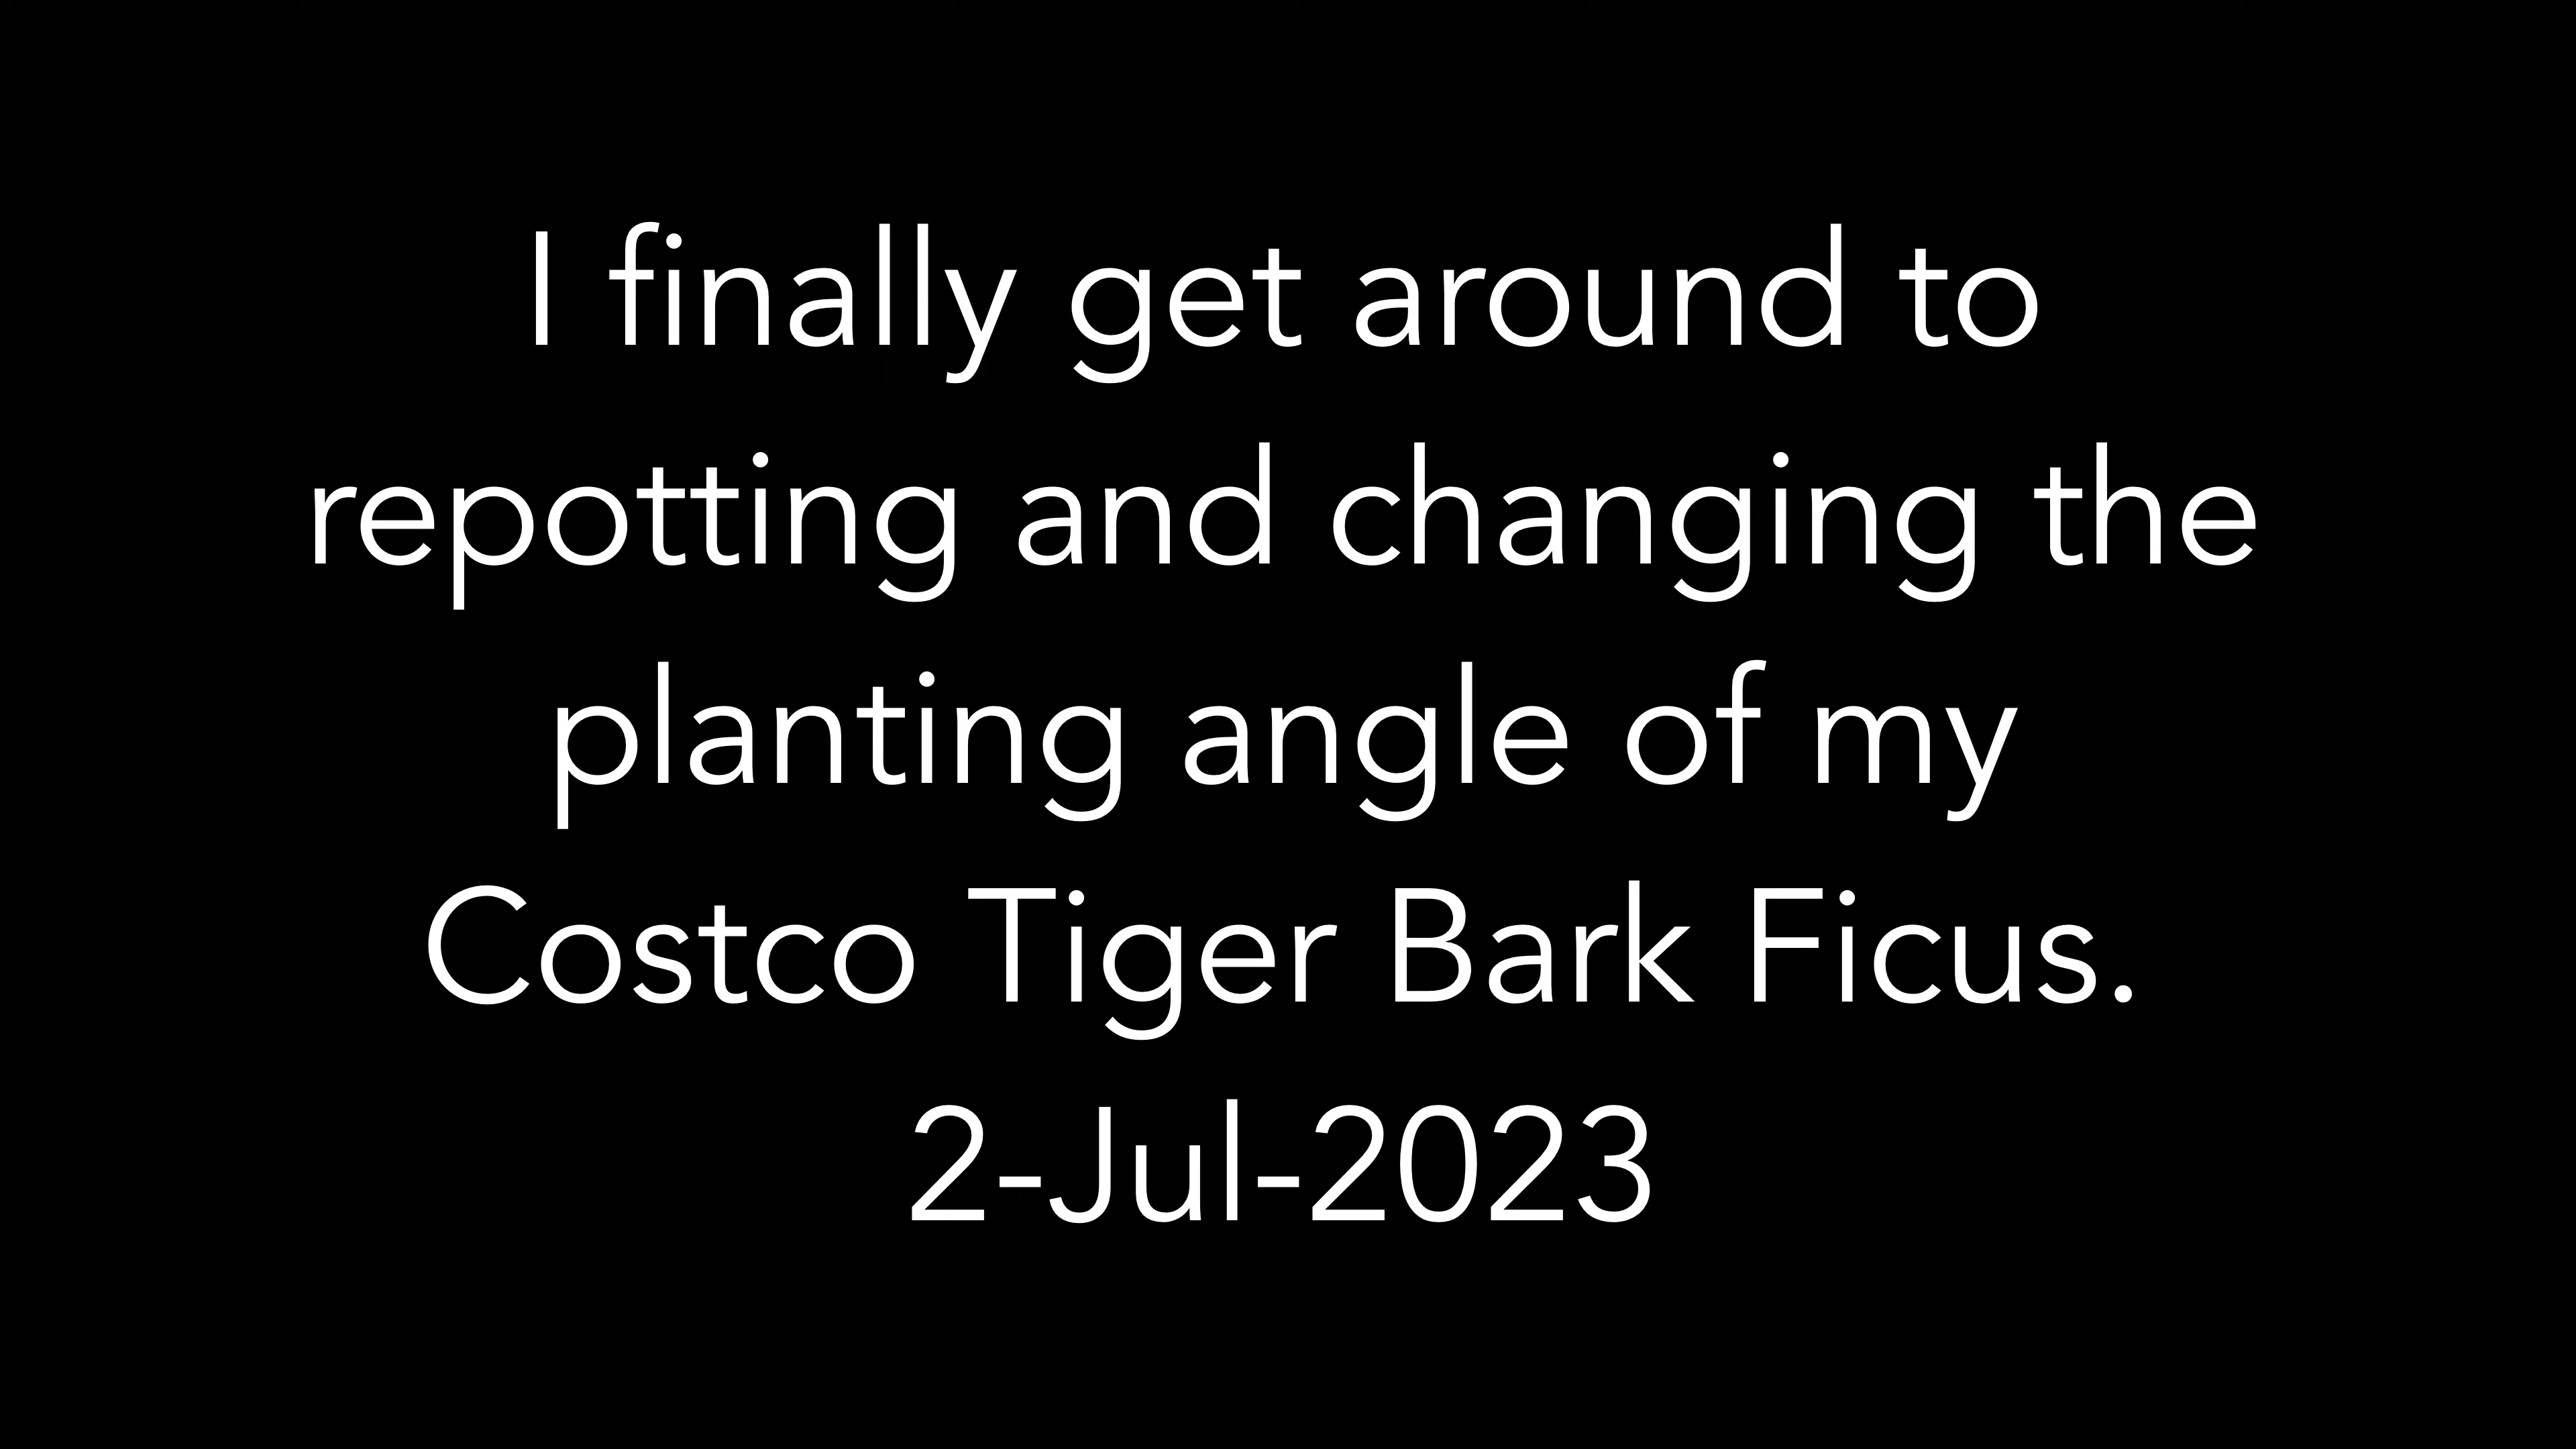 I finally get around to
repotting and changing the
planting angle of my
Costco Tiger Bark Ficus.
2-Jul-2023